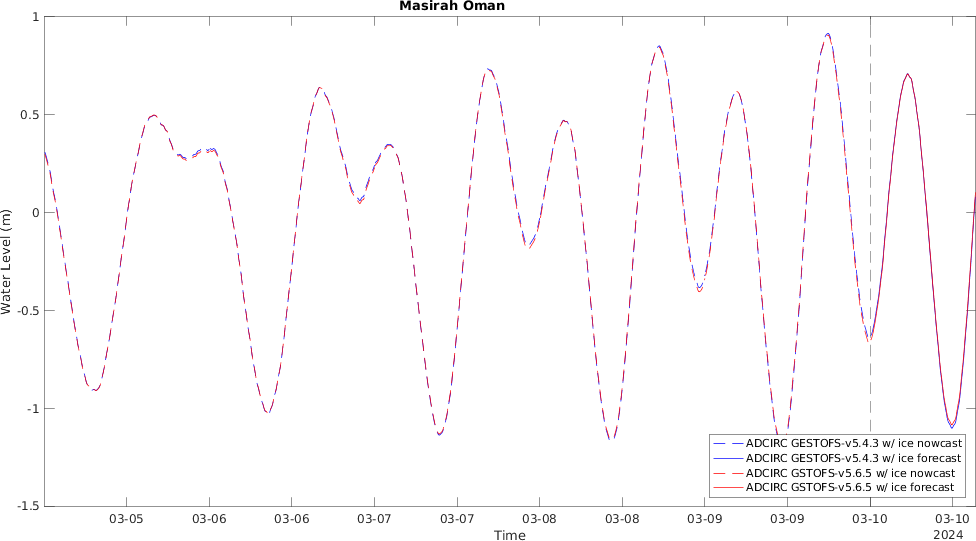 Masirah Oman
1
0.5
0
-0.5
-1
-1.5
Water Level (m)
ADCIRC GESTOFS-v5.4.3 w/ ice nowcast
ADCIRC GESTOFS-v5.4.3 w/ ice forecast
ADCIRC GSTOFS-v5.6.5 w/ ice nowcast
ADCIRC GSTOFS-v5.6.5 w/ ice forecast
03-05 03-06 03-06 03-07 03-07 03-08 03-08 03-09 03-09 03-10 03-10
Time
2024